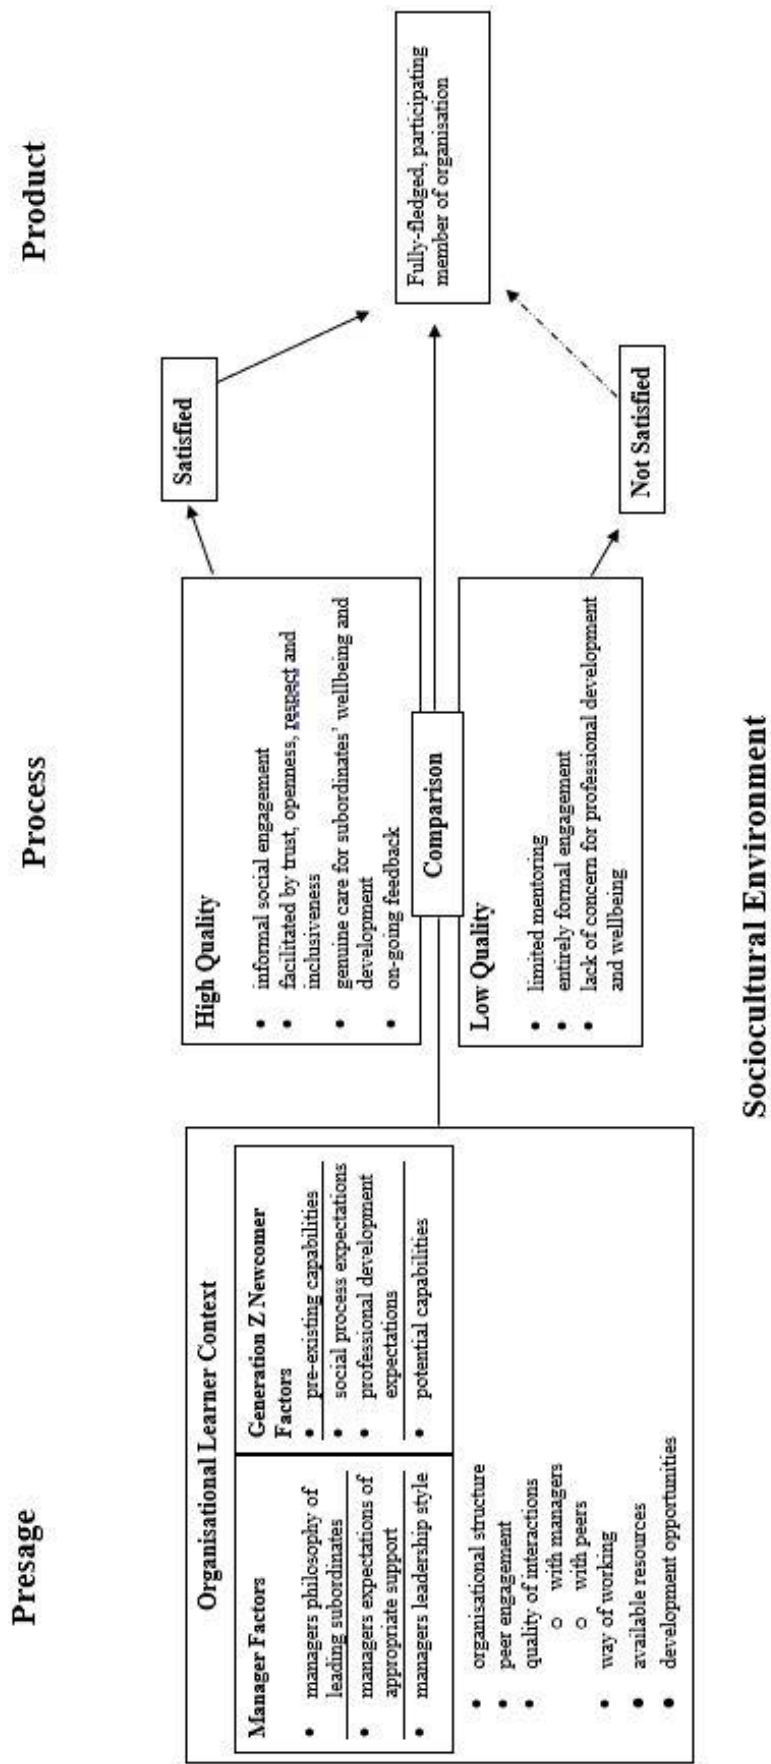 Presage
Process
Product
Organisational Learner Context
Manager Factors
• managers philosophy of
leading subordinates
• managers expectations of
appropriate support
• managers leadership style
Generation Z Newcomer
Factors
• pre-existing capabilities
• social process expectations
• professional development
expectations
• potential capabilities
• organisational structure
• peer engagement
• quality of interactions
o with managers
o with peers
• way of working
• available resources
• development opportunities
High Quality
• informal social engagement
• facilitated by trust, openness, respect and
inclusiveness
• genuine care for subordinates' wellbeing and
development
• on-going feedback
Comparison
Low Quality
• limited mentoring
• entirely formal engagement
• lack of concern for professional development
and wellbeing
Satisfied
Not Satisfied
Fully-fledged, participating
member of organisation
Sociocultural Environment